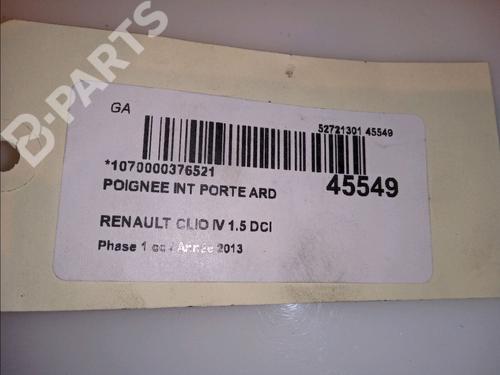 B-PARTS
GA
52721301 45549
*1070000376521
45549
POIGNEE INT PORTE ARD
RENAULT CLIO IV 1.5 DCI
Phase 1 / Année 2013